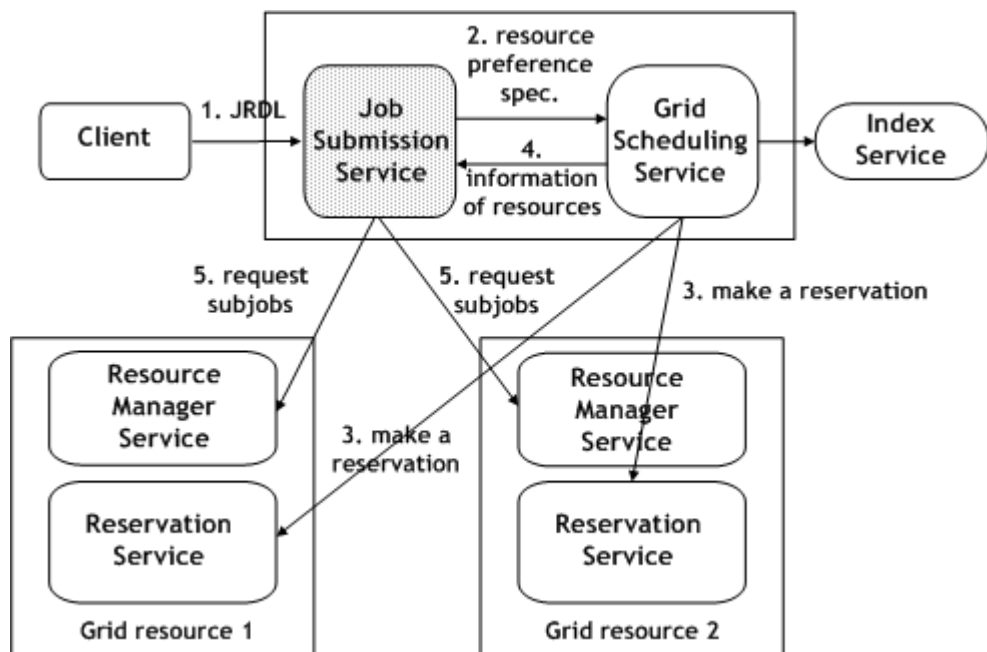 2. resource
preference
spec.
1. JRDL
Client
Job
Submission
Service
Grid
Scheduling
Service
Index
Service
4.
information
of resources
5. request
subjobs
5. request
subjobs
3. make a reservation
Resource
Manager
Service
Resource
Manager
Service
3. make a
reservation
Reservation
Service
Reservation
Service
Grid resource 1
Grid resource 2